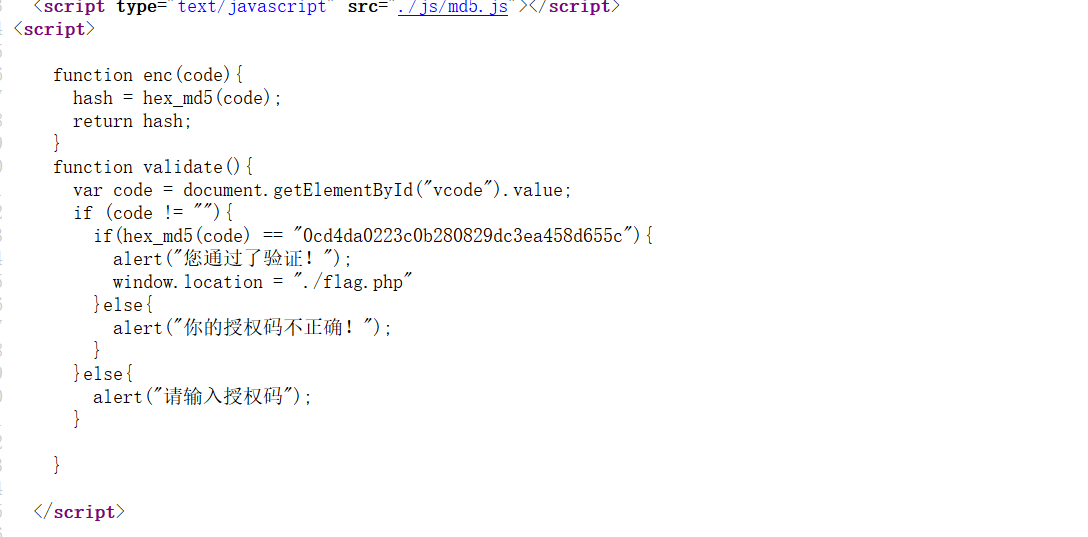 <script type="text/javascript" src="./js/md5.js"></script>
<script>
function enc(code){
hash = hex_md5(code);
return hash;
}
function validate(){
var code = document.getElementById("vcode").value;
if (code != ""){
if(hex_md5(code) == "0cd4da0223c0b280829dc3ea458d655c"){
alert("您通过了验证！");
window.location = "./flag.php"
}else{
alert("你的授权码不正确！");
}
}else{
alert("请输入授权码");
}
}
</script>